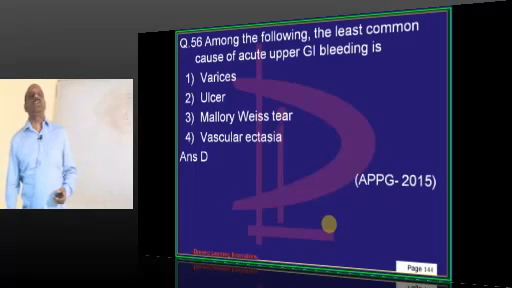 Q.56 Among the following, the least common
cause of acute upper GI bleeding is
1) Varices
2) Ulcer
3) Mallory Weiss tear
4) Vascular ectasia
Ans D
(APPG- 2015)
Page 144